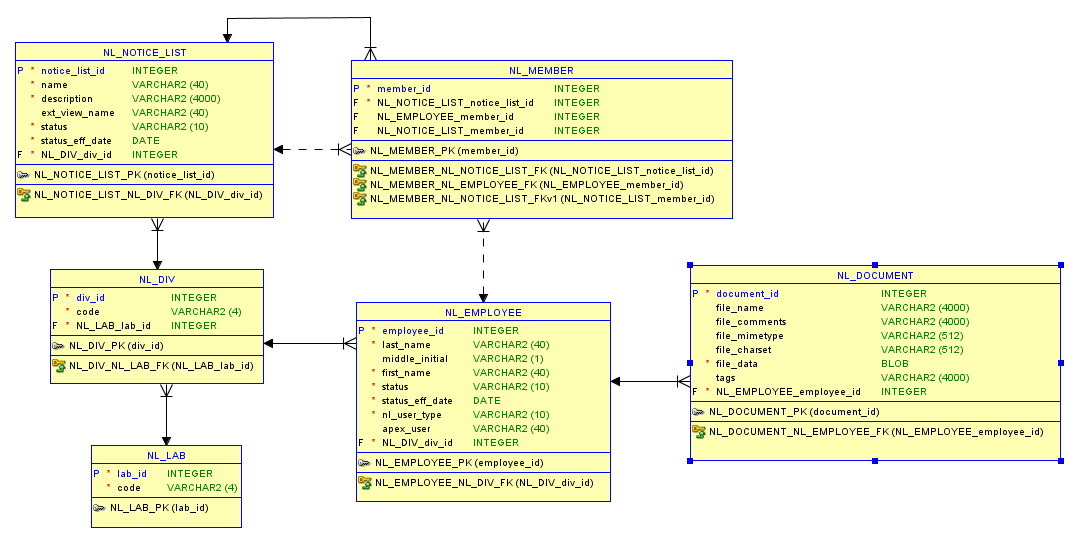 NL_NOTICE_LIST
P * notice_list_id INTEGER
* name VARCHAR2 (40)
* description VARCHAR2 (4000)
ext_view_name VARCHAR2 (40)
* status VARCHAR2 (10)
* status_eff_date DATE
F * NL_DIV_div_id INTEGER
NL_NOTICE_LIST_PK (notice_list_id)
NL_NOTICE_LIST_NL_DIV_FK (NL_DIV_div_id)
NL_MEMBER
P * member_id INTEGER
F * NL_NOTICE_LIST_notice_list_id INTEGER
F NL_EMPLOYEE_member_id INTEGER
F NL_NOTICE_LIST_member_id INTEGER
NL_MEMBER_PK (member_id)
NL_MEMBER_NL_NOTICE_LIST_FK (NL_NOTICE_LIST_notice_list_id)
NL_MEMBER_NL_EMPLOYEE_FK (NL_EMPLOYEE_member_id)
NL_MEMBER_NL_NOTICE_LIST_FKv1 (NL_NOTICE_LIST_member_id)
NL_DIV
P * div_id INTEGER
* code VARCHAR2 (4)
F * NL_LAB_lab_id INTEGER
NL_DIV_PK (div_id)
NL_DIV_NL_LAB_FK (NL_LAB_lab_id)
NL_EMPLOYEE
P * employee_id INTEGER
* last_name VARCHAR2 (40)
middle_initial VARCHAR2 (1)
* first_name VARCHAR2 (40)
* status VARCHAR2 (10)
* status_eff_date DATE
* nl_user_type VARCHAR2 (10)
apex_user VARCHAR2 (40)
F * NL_DIV_div_id INTEGER
NL_EMPLOYEE_PK (employee_id)
NL_EMPLOYEE_NL_DIV_FK (NL_DIV_div_id)
NL_DOCUMENT
P * document_id INTEGER
file_name VARCHAR2 (4000)
file_comments VARCHAR2 (4000)
file_mimetype VARCHAR2 (512)
file_charset VARCHAR2 (512)
* file_data BLOB
tags VARCHAR2 (4000)
F * NL_EMPLOYEE_employee_id INTEGER
NL_DOCUMENT_PK (document_id)
NL_DOCUMENT_NL_EMPLOYEE_FK (NL_EMPLOYEE_employee_id)
NL_LAB
P * lab_id INTEGER
* code VARCHAR2 (4)
NL_LAB_PK (lab_id)